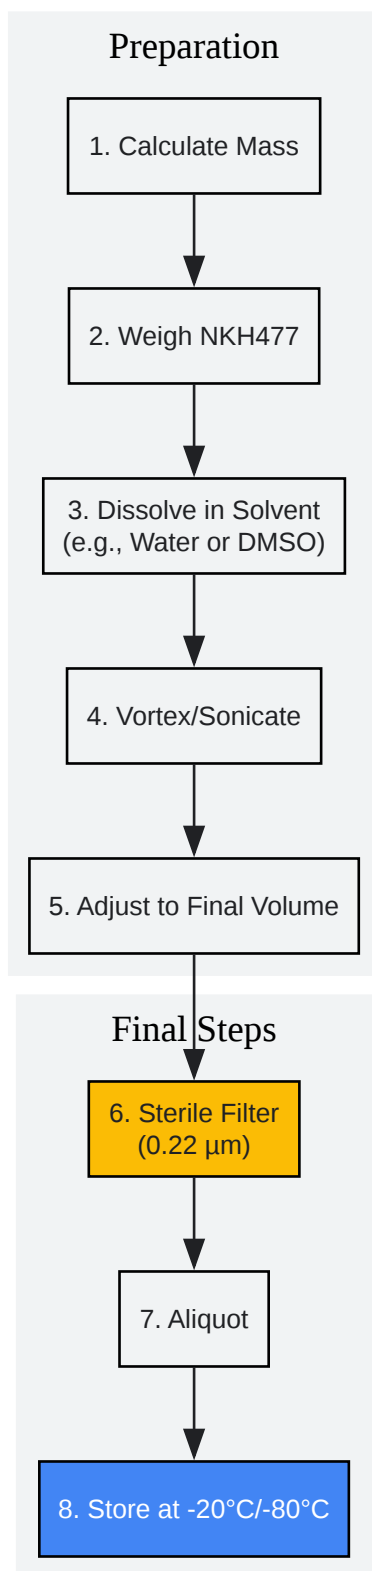 Preparation
1. Calculate Mass
2. Weigh NKH477
3. Dissolve in Solvent
(e.g., Water or DMSO)
4. Vortex/Sonicate
5. Adjust to Final Volume
Final Steps
6. Sterile Filter
(0.22 µm)
7. Aliquot
8. Store at -20°C/-80°C